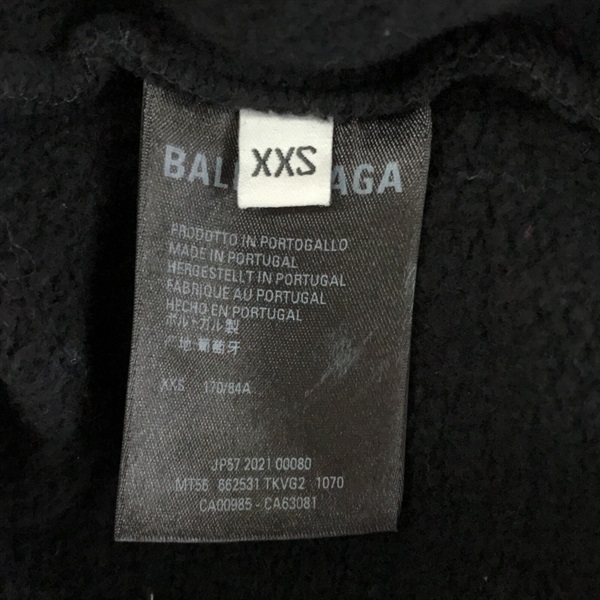 XXS
BAL AGA
PRODOTTO IN PORTOGALLO
MADE IN PORTUGAL
HERGESTELLT IN PORTUGAL
FABRIQUE AU PORTUGAL
HECHO EN PORTUGAL
ポルトガル製
产地:葡萄牙
XXS 170/84A
JP57 2021 00080
MT56 662531 TKVG2 1070
CA00985 - CA63081